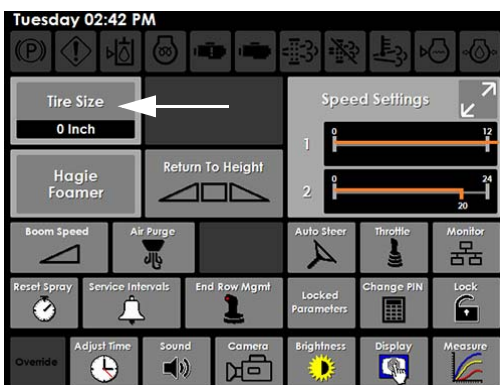 Tuesday 02:42 PM
(P)
Tire Size
0 Inch
Speed Settings
1
0
12
2
0
24
20
Hagie
Foamer
Return To Height
Boom Speed
Air Purge
Auto Steer
Throttle
Monitor
Reset Spray
Service Intervals
End Row Mgmt
Locked
Parameters
Change PIN
Lock
Override
Adjust Time
Sound
Camera
Brightness
Display
Measure